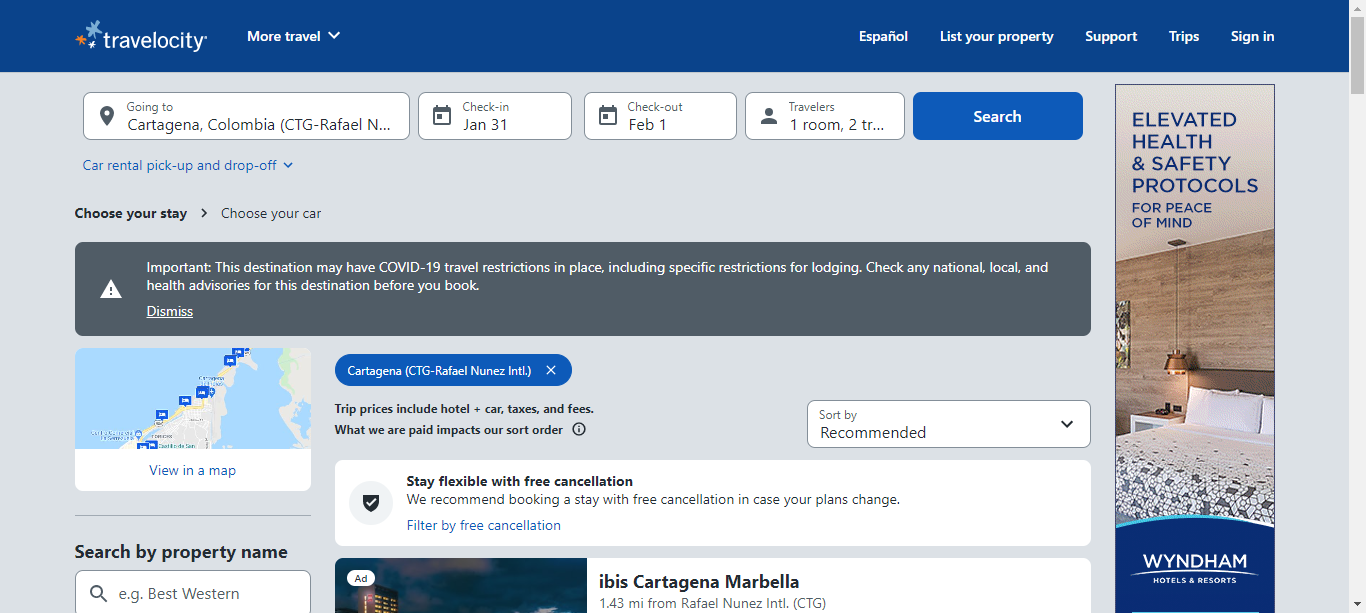 travelocity
More travel
Español
List your property
Support
Trips
Sign in
Going to
Cartagena, Colombia (CTG-Rafael N...
Check-in
Jan 31
Check-out
Feb 1
Travelers
1 room, 2 tr...
Search
Car rental pick-up and drop-off
Choose your stay
Choose your car
Important: This destination may have COVID-19 travel restrictions in place, including specific restrictions for lodging. Check any national, local, and
health advisories for this destination before you book.
Dismiss
View in a map
Search by property name
e.g. Best Western
Cartagena (CTG-Rafael Nunez Intl.)
Trip prices include hotel + car, taxes, and fees.
What we are paid impacts our sort order
Sort by
Recommended
Stay flexible with free cancellation
We recommend booking a stay with free cancellation in case your plans change.
Filter by free cancellation
Ad
ibis Cartagena Marbella
1.43 mi from Rafael Nunez Intl. (CTG)
ELEVATED
HEALTH
& SAFETY
PROTOCOLS
FOR PEACE
OF MIND
WYNDHAM
HOTELS & RESORTS